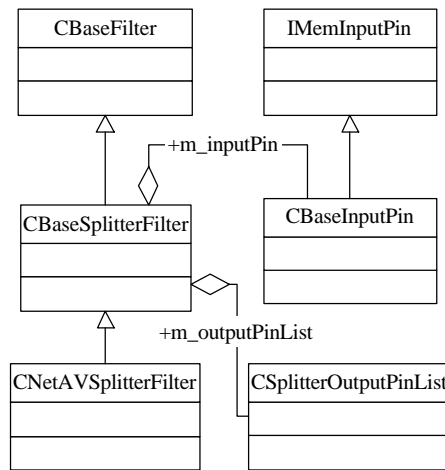 CBaseFilter
IMemInputPin
+m_inputPin
CBaseSplitterFilter
CBaseInputPin
+m_outputPinList
CNetAVSplitterFilter
CSplitterOutputPinList